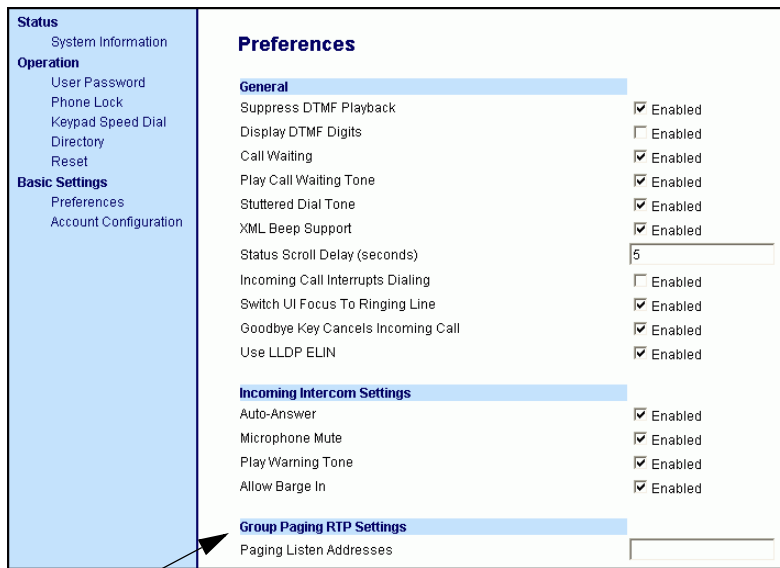 Status
System Information
Operation
User Password
Phone Lock
Keypad Speed Dial
Directory
Reset
Basic Settings
Preferences
Account Configuration
Preferences
General
Suppress DTMF Playback Enabled
Display DTMF Digits Enabled
Call Waiting Enabled
Play Call Waiting Tone Enabled
Stuttered Dial Tone Enabled
XML Beep Support Enabled
Status Scroll Delay (seconds) 5
Incoming Call Interrupts Dialing Enabled
Switch UI Focus To Ringing Line Enabled
Goodbye Key Cancels Incoming Call Enabled
Use LLDP ELIN Enabled
Incoming Intercom Settings
Auto-Answer Enabled
Microphone Mute Enabled
Play Warning Tone Enabled
Allow Barge In Enabled
Group Paging RTP Settings
Paging Listen Addresses